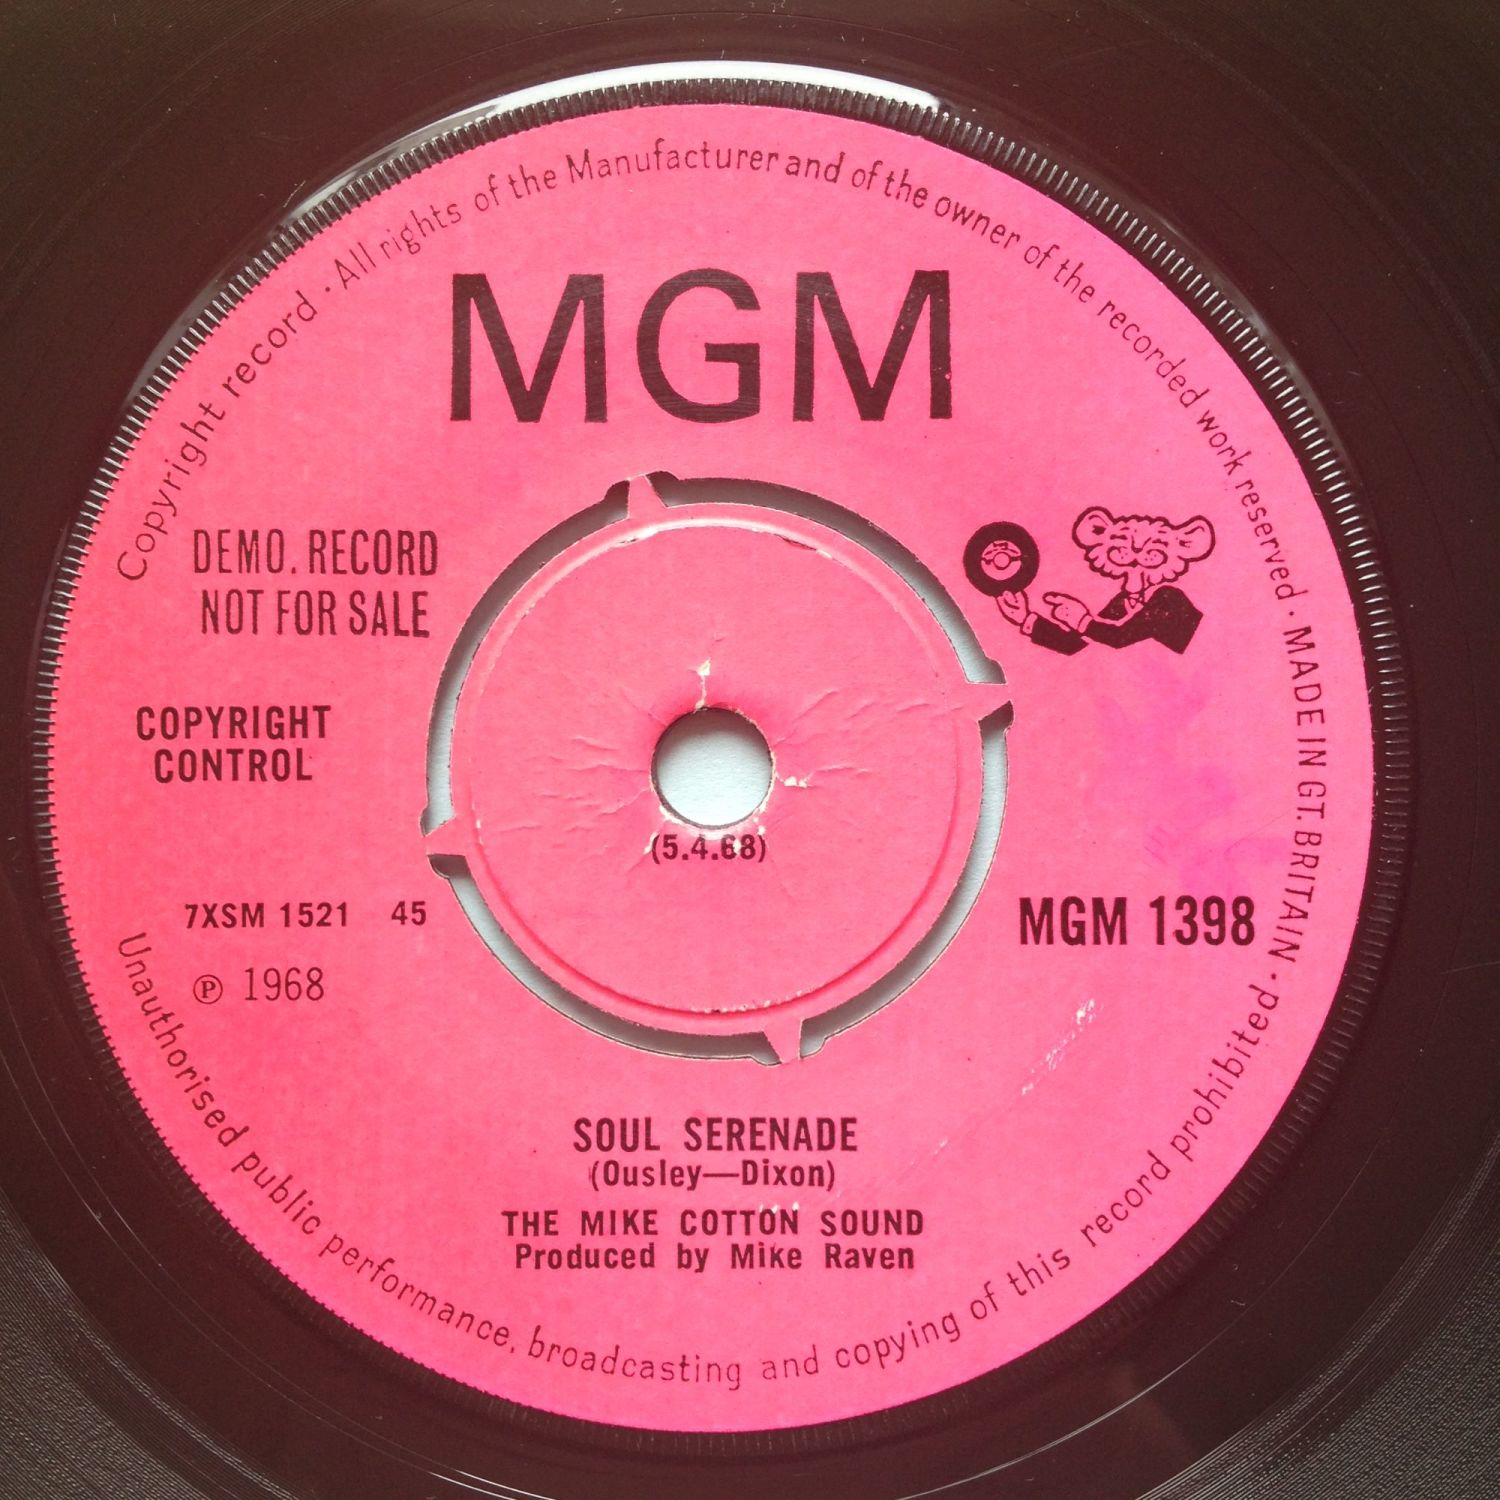 Copyright record · All rights of the Manufacturer and of the owner of the recorded work reserved · MADE IN GT. BRITAIN ·
MGM
DEMO. RECORD
NOT FOR SALE
COPYRIGHT
CONTROL
(5.4.68)
7XSM 1521 45
MGM 1398
℗ 1968
SOUL SERENADE
(Ousley—Dixon)
THE MIKE COTTON SOUND
Produced by Mike Raven
Unauthorised public performance, broadcasting and copying of this record prohibited ·